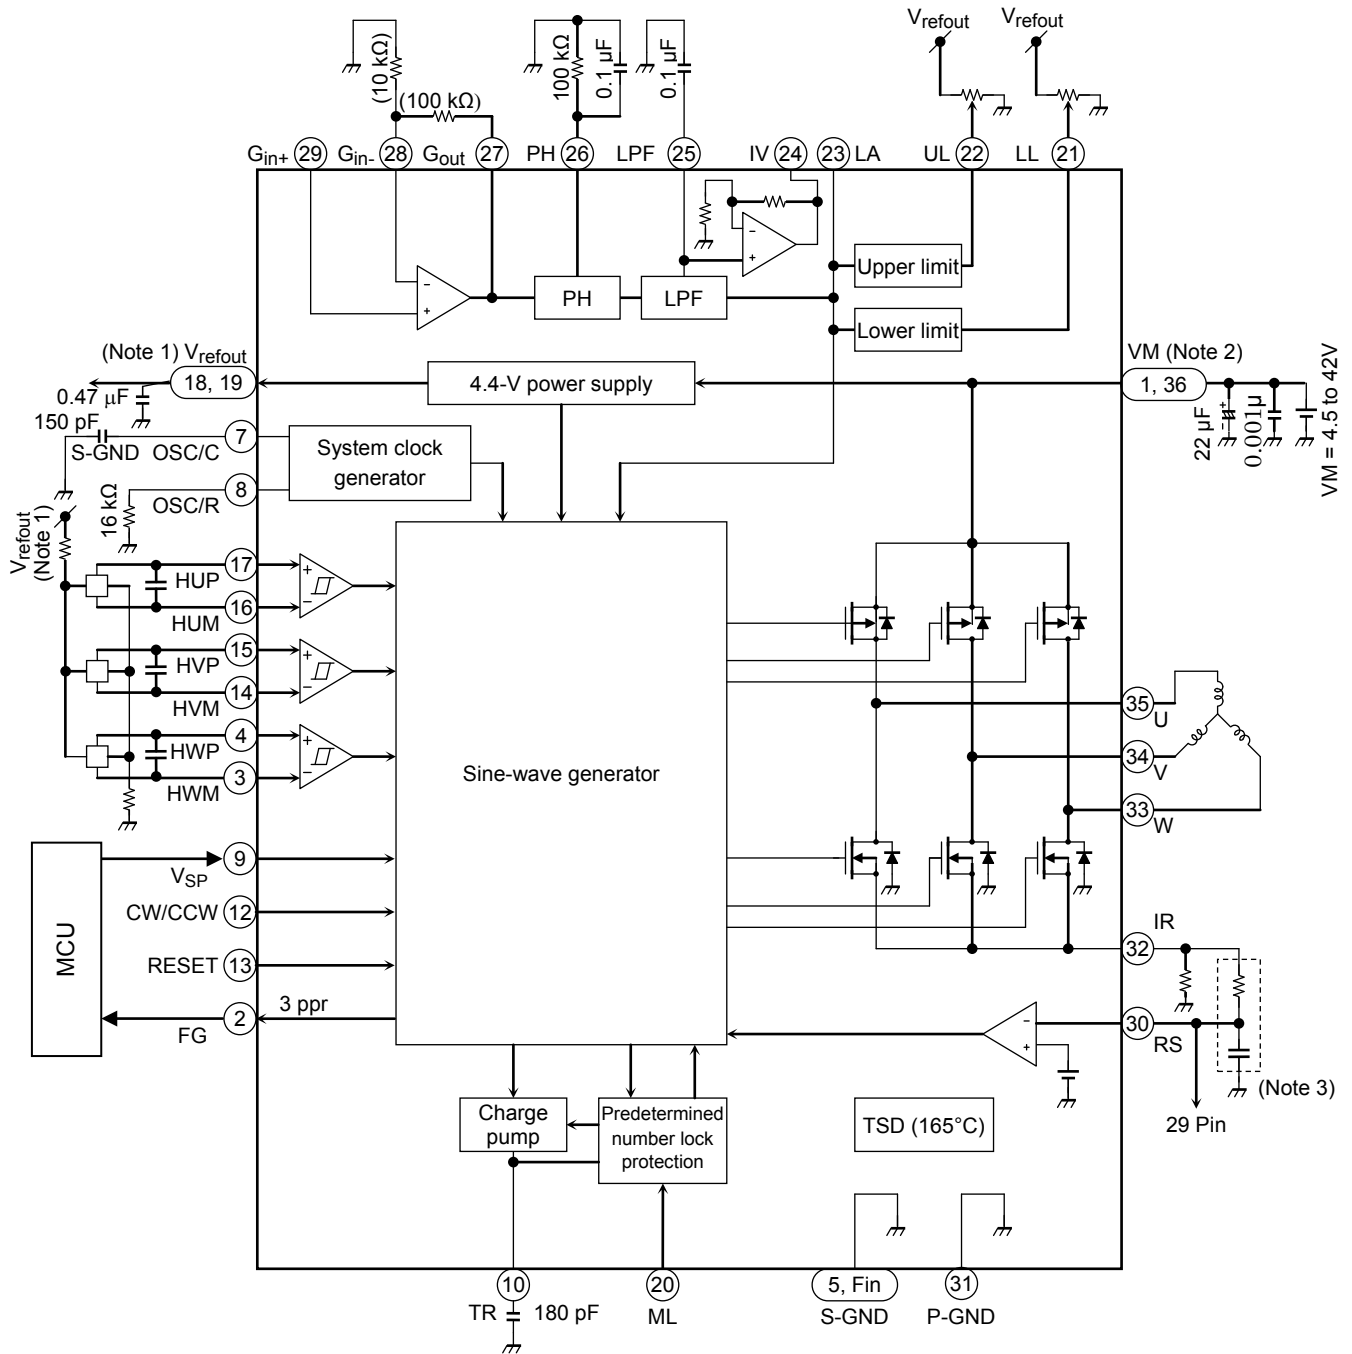 Vrefout
Vrefout
(10 kΩ)
(100 kΩ)
100 kΩ
0.1 µF
0.1 µF
Gin+ 29
Gin- 28
Gout 27
PH 26
LPF 25
IV 24
23 LA
UL 22
LL 21
Upper limit
PH
LPF
Lower limit
(Note 1) Vrefout
18, 19
0.47 µF
4.4-V power supply
VM (Note 2)
1, 36
22 µF
0.001µ
VM = 4.5 to 42V
150 pF
S-GND
OSC/C
7
System clock
generator
OSC/R
8
16 kΩ
Vrefout
(Note 1)
17
HUP
16
HUM
15
HVP
14
HVM
4
HWP
3
HWM
Sine-wave generator
35
U
34
V
33
W
MCU
9
VSP
CW/CCW 12
RESET 13
2
FG
3 ppr
IR
32
30
RS
(Note 3)
29 Pin
Charge
pump
Predetermined
number lock
protection
TSD (165°C)
10
TR
180 pF
20
ML
5, Fin
S-GND
31
P-GND